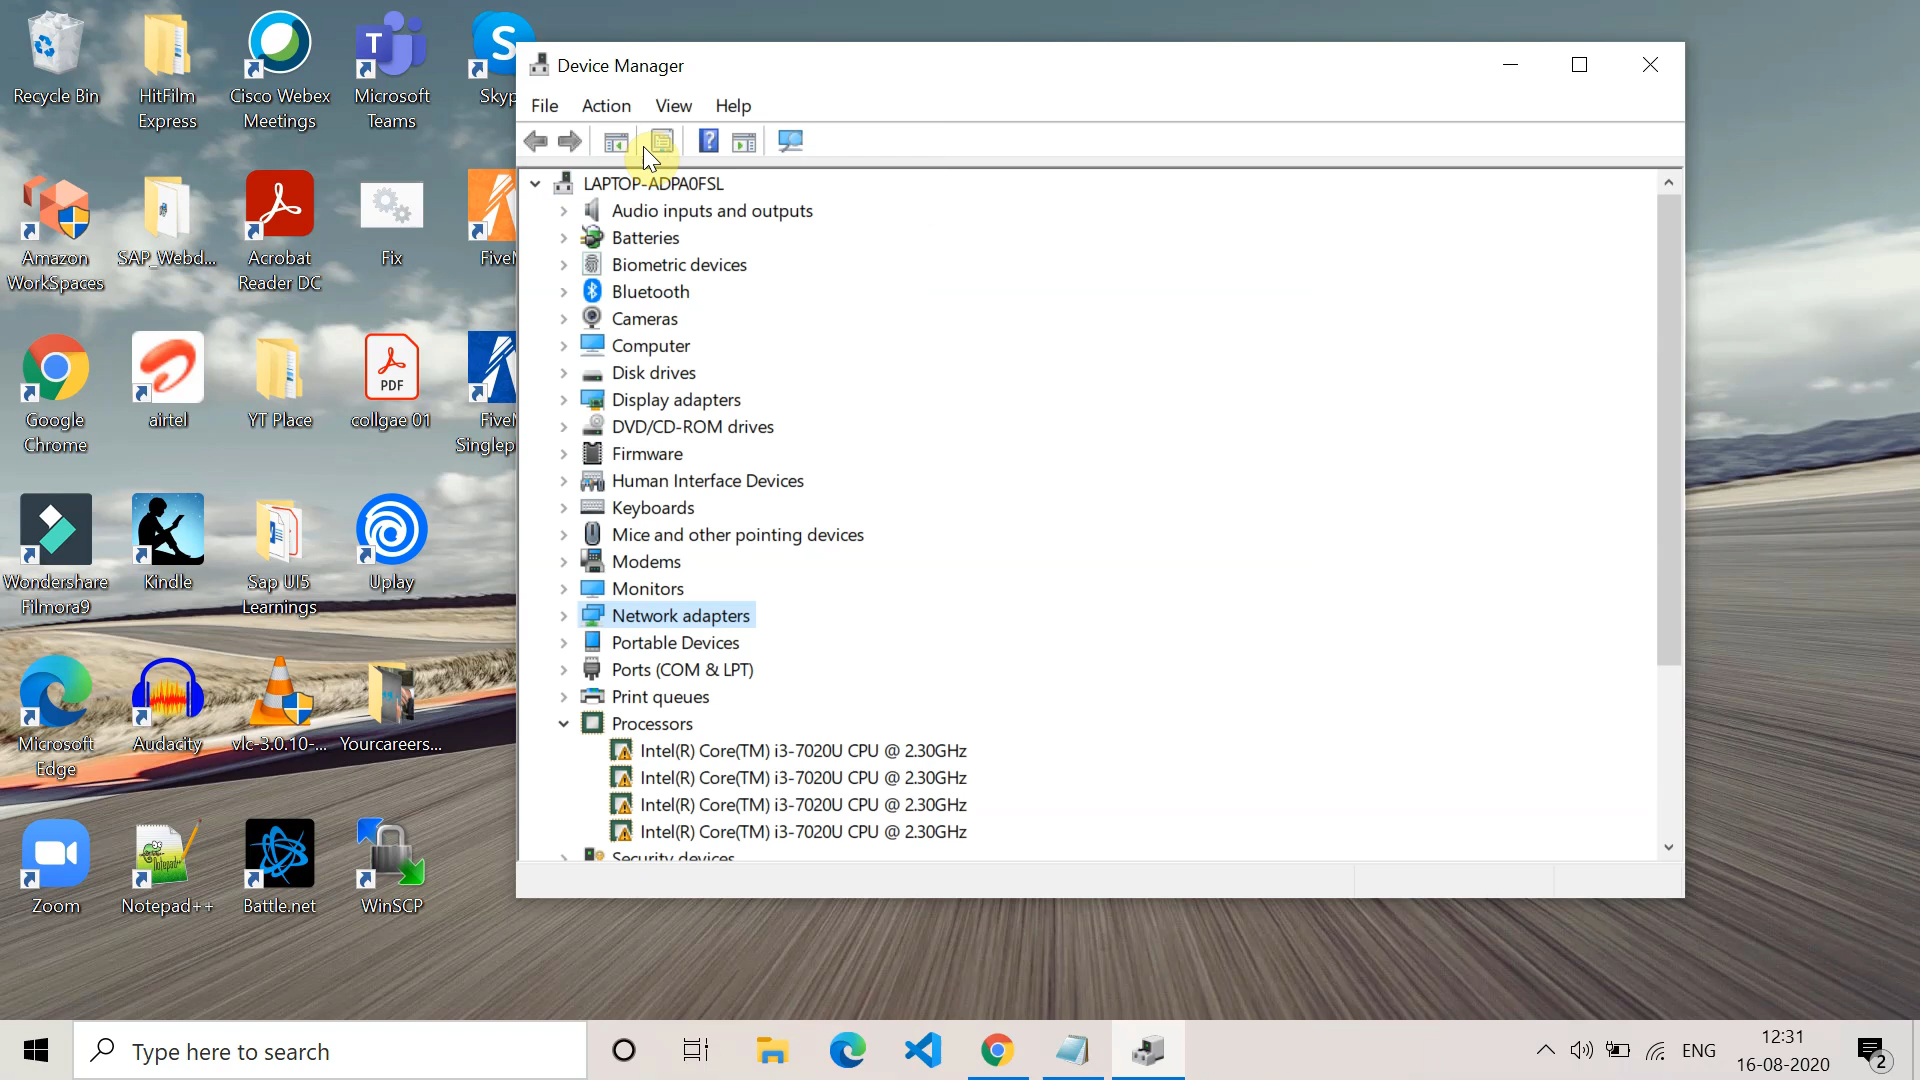 Recycle Bin
HitFilm
Express
Cisco Webex
Meetings
Microsoft
Teams
Skyp
Amazon
WorkSpaces
SAP_Webd...
Acrobat
Reader DC
Fix
FiveM
Google
Chrome
airtel
YT Place
PDF
collgae 01
FiveM
Singlep
Wondershare
Filmora9
Kindle
Sap UI5
Learnings
Uplay
Microsoft
Edge
Audacity
vlc-3.0.10-...
Yourcareers...
Zoom
Notepad++
Battle.net
WinSCP
Device Manager
File Action View Help
LAPTOP-ADPA0FSL
Audio inputs and outputs
Batteries
Biometric devices
Bluetooth
Cameras
Computer
Disk drives
Display adapters
DVD/CD-ROM drives
Firmware
Human Interface Devices
Keyboards
Mice and other pointing devices
Modems
Monitors
Network adapters
Portable Devices
Ports (COM & LPT)
Print queues
Processors
Intel(R) Core(TM) i3-7020U CPU @ 2.30GHz
Intel(R) Core(TM) i3-7020U CPU @ 2.30GHz
Intel(R) Core(TM) i3-7020U CPU @ 2.30GHz
Intel(R) Core(TM) i3-7020U CPU @ 2.30GHz
Security devices
Type here to search
ENG
12:31
16-08-2020
2